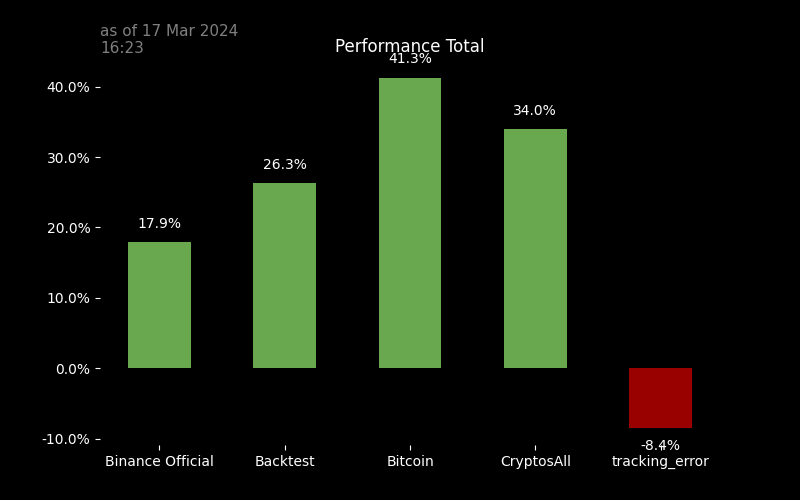 as of 17 Mar 2024
16:23
Performance Total
41.3%
40.0%
34.0%
30.0%
26.3%
20.0%
17.9%
10.0%
0.0%
-10.0%
-8.4%
Binance Official
Backtest
Bitcoin
CryptosAll
tracking_error